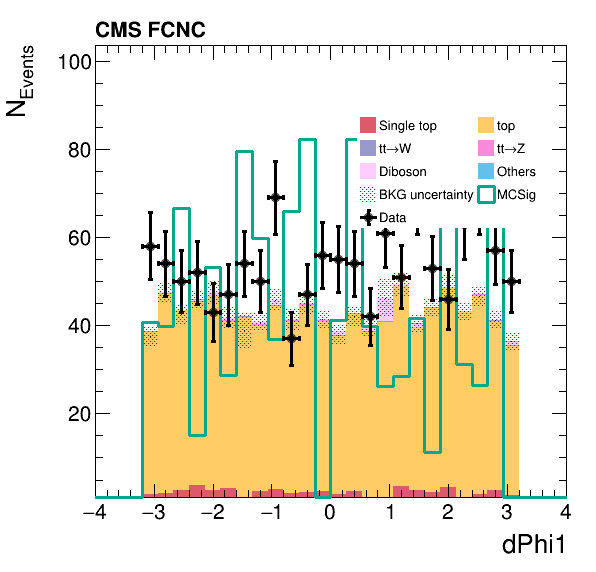 CMS FCNC
N_Events
100
80
60
40
20
Single top
top
tt→W
tt→Z
Diboson
Others
BKG uncertainty
MCSig
Data
−4 −3 −2 −1 0 1 2 3 4
dPhi1